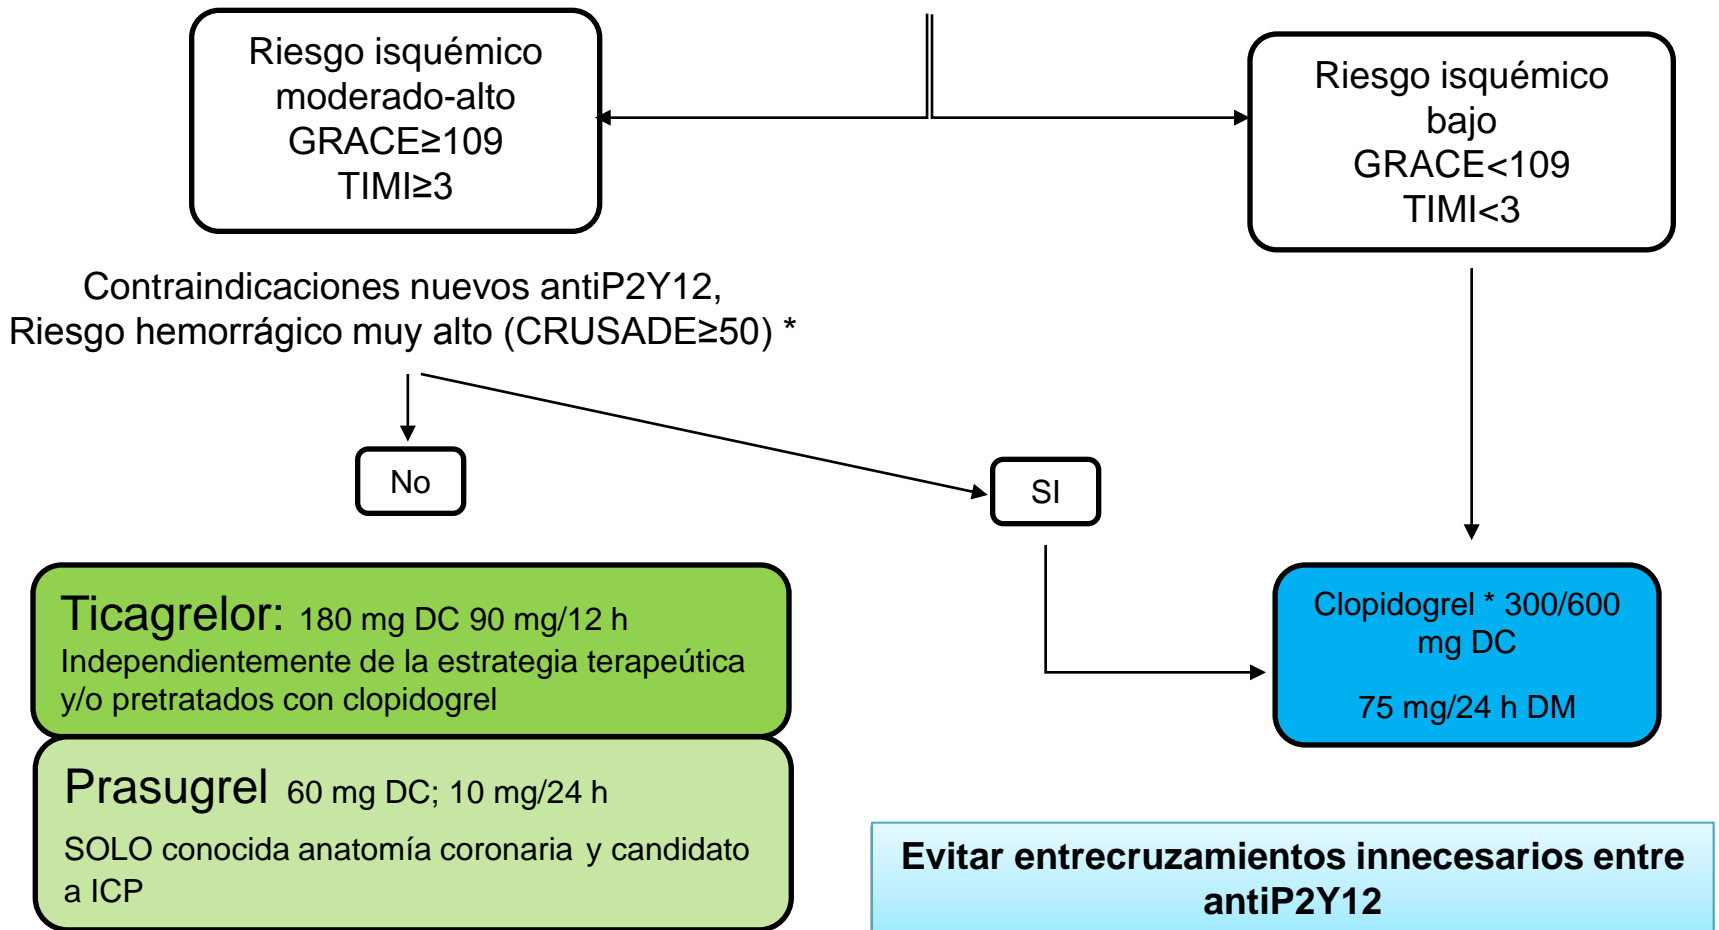 Riesgo isquémico
moderado-alto
GRACE≥109
TIMI≥3
Riesgo isquémico
bajo
GRACE<109
TIMI<3
Contraindicaciones nuevos antiP2Y12,
Riesgo hemorrágico muy alto (CRUSADE≥50) *
No
SI
Ticagrelor: 180 mg DC 90 mg/12 h
Independientemente de la estrategia terapeútica
y/o pretratados con clopidogrel
Prasugrel 60 mg DC; 10 mg/24 h
SOLO conocida anatomía coronaria y candidato
a ICP
Clopidogrel * 300/600
mg DC
75 mg/24 h DM
Evitar entrecruzamientos innecesarios entre
antiP2Y12